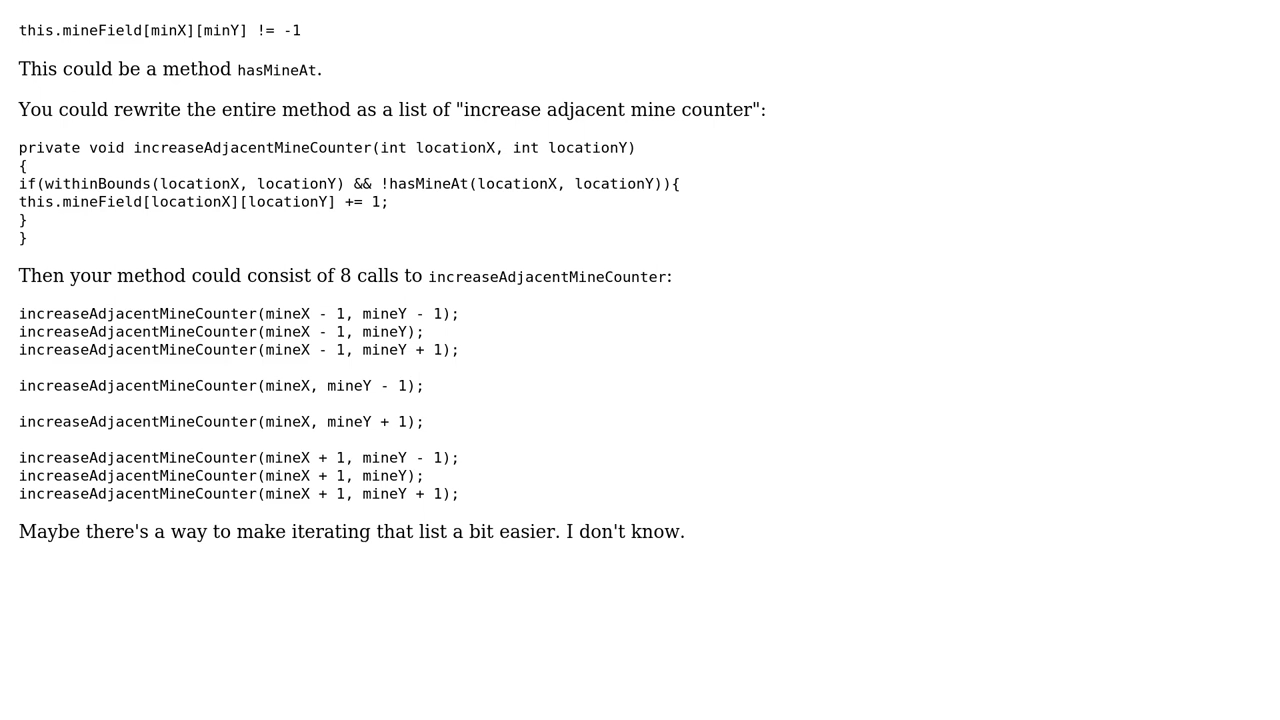 this.mineField[minX][minY] != -1
This could be a method hasMineAt.
You could rewrite the entire method as a list of "increase adjacent mine counter":
private void increaseAdjacentMineCounter(int locationX, int locationY)
{
if(withinBounds(locationX, locationY) && !hasMineAt(locationX, locationY)){
this.mineField[locationX][locationY] += 1;
}
}
Then your method could consist of 8 calls to increaseAdjacentMineCounter:
increaseAdjacentMineCounter(mineX - 1, mineY - 1);
increaseAdjacentMineCounter(mineX - 1, mineY);
increaseAdjacentMineCounter(mineX - 1, mineY + 1);
increaseAdjacentMineCounter(mineX, mineY - 1);
increaseAdjacentMineCounter(mineX, mineY + 1);
increaseAdjacentMineCounter(mineX + 1, mineY - 1);
increaseAdjacentMineCounter(mineX + 1, mineY);
increaseAdjacentMineCounter(mineX + 1, mineY + 1);
Maybe there's a way to make iterating that list a bit easier. I don't know.